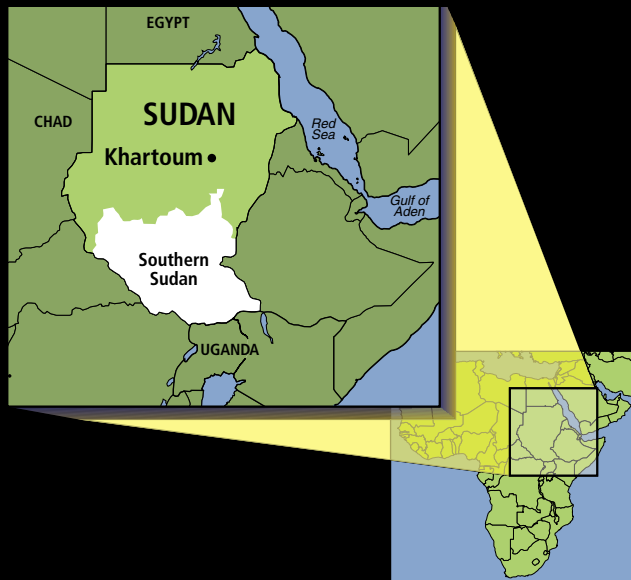 EGYPT
SUDAN
CHAD
Red
Sea
Khartoum
Gulf of
Aden
Southern
Sudan
UGANDA